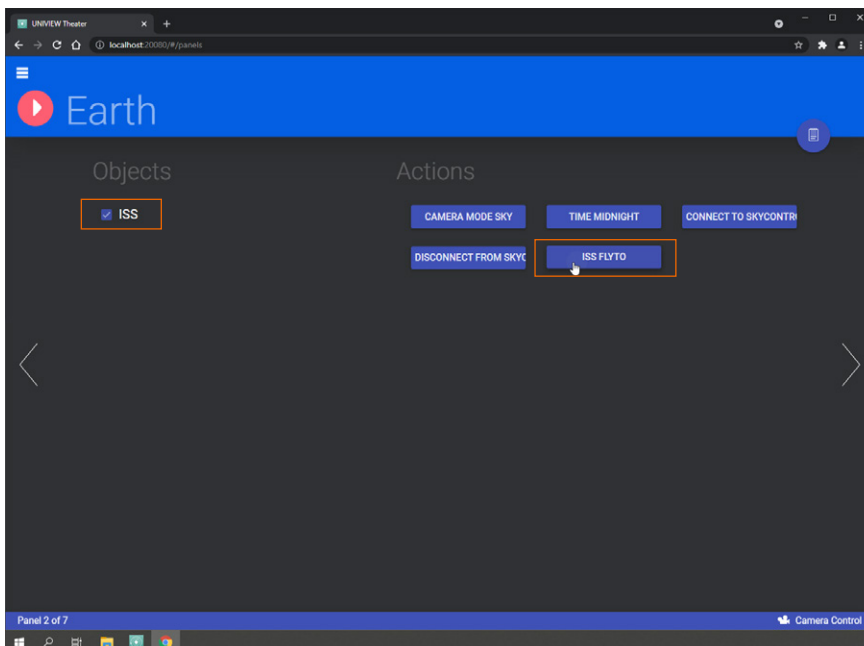 UNIVIEW Theater
localhost:20080/#/panels
Earth
Objects
Actions
ISS
CAMERA MODE SKY
TIME MIDNIGHT
CONNECT TO SKYCONTR
DISCONNECT FROM SKYC
ISS FLYTO
Panel 2 of 7
Camera Control